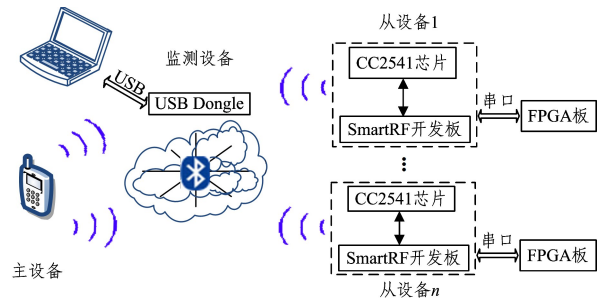 从设备1
监测设备
CC2541芯片
USB
USB Dongle
串口
SmartRF开发板
FPGA板
CC2541芯片
串口
SmartRF开发板
FPGA板
主设备
从设备n